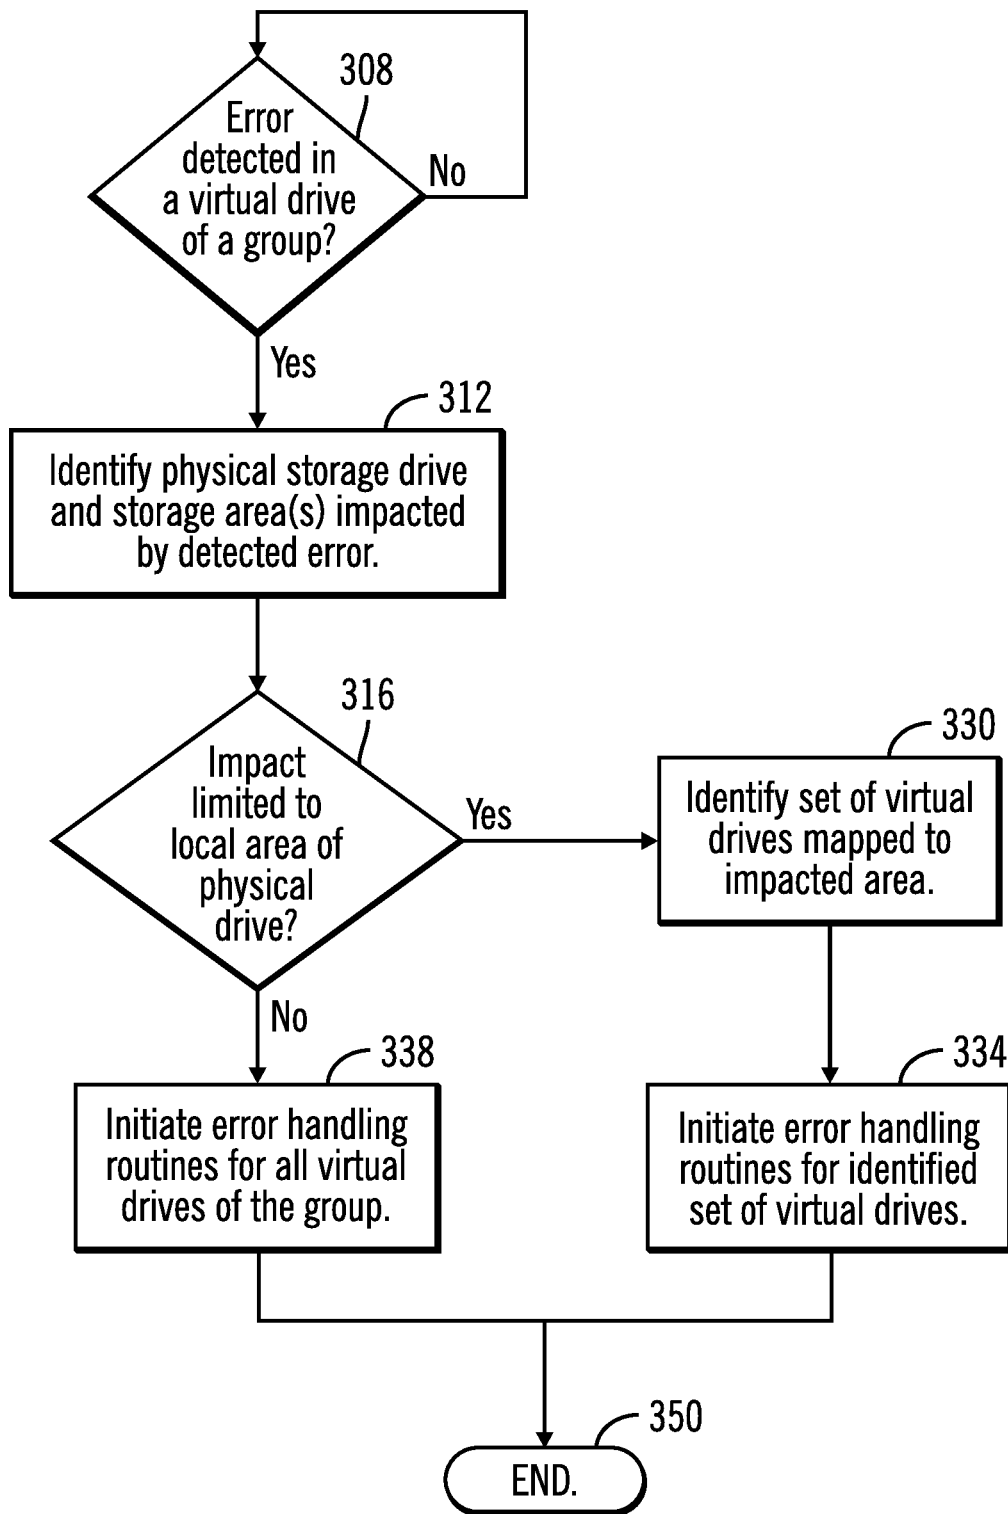 308
Error
detected in
a virtual drive
of a group?
No
Yes
312
Identify physical storage drive
and storage area(s) impacted
by detected error.
316
Impact
limited to
local area of
physical
drive?
Yes
No
330
Identify set of virtual
drives mapped to
impacted area.
338
Initiate error handling
routines for all virtual
drives of the group.
334
Initiate error handling
routines for identified
set of virtual drives.
350
END.